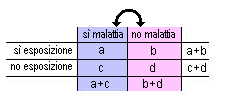 sì malattia no malattia
sì esposizione a b a+b
no esposizione c d c+d
a+c b+d